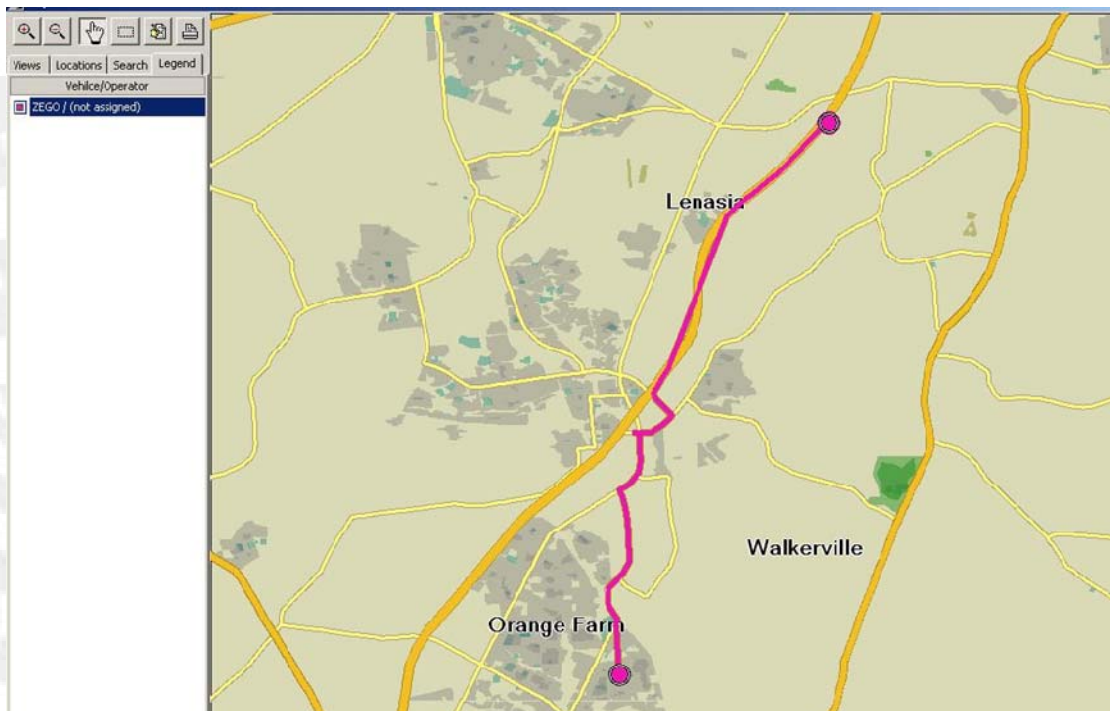 Views Locations Search Legend
Vehilce/Operator
ZEGO / (not assigned)
Lenasia
Walkerville
Orange Farm